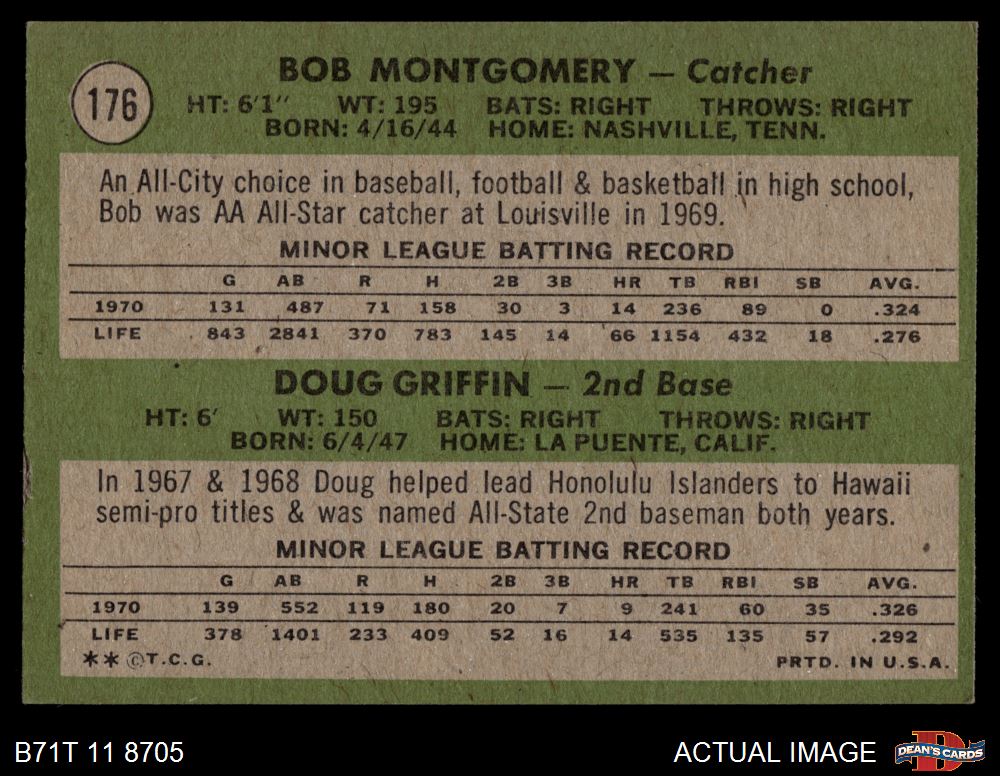 BOB MONTGOMERY — Catcher
176
HT: 6'1" WT: 195 BATS: RIGHT THROWS: RIGHT
BORN: 4/16/44 HOME: NASHVILLE, TENN.
An All-City choice in baseball, football & basketball in high school,
Bob was AA All-Star catcher at Louisville in 1969.
MINOR LEAGUE BATTING RECORD
G AB R H 2B 3B HR TB RBI SB AVG.
1970 131 487 71 158 30 3 14 236 89 0 .324
LIFE 843 2841 370 783 145 14 66 1154 432 18 .276
DOUG GRIFFIN — 2nd Base
HT: 6' WT: 150 BATS: RIGHT THROWS: RIGHT
BORN: 6/4/47 HOME: LA PUENTE, CALIF.
In 1967 & 1968 Doug helped lead Honolulu Islanders to Hawaii
semi-pro titles & was named All-State 2nd baseman both years.
MINOR LEAGUE BATTING RECORD
G AB R H 2B 3B HR TB RBI SB AVG.
1970 139 552 119 180 20 7 9 241 60 35 .326
LIFE 378 1401 233 409 52 16 14 535 135 57 .292
** ©T.C.G. PRTD. IN U.S.A.
B71T 11 8705 ACTUAL IMAGE DEAN'S CARDS